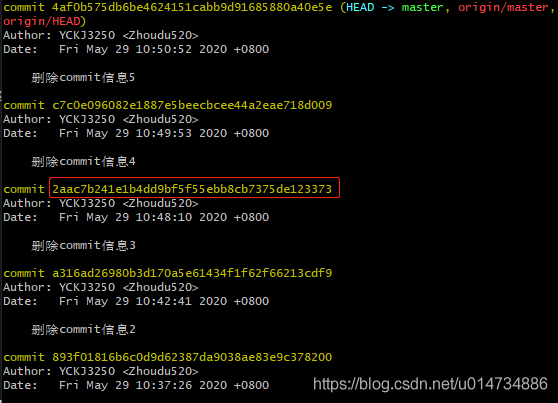 commit 4af0b575db6be4624151cabb9d91685880a40e5e (HEAD -> master, origin/master,
origin/HEAD)
Author: YCKJ3250 <Zhoudu520>
Date:   Fri May 29 10:50:52 2020 +0800
删除commit信息5
commit c7c0e096082e1887e5beecbcee44a2eae718d009
Author: YCKJ3250 <Zhoudu520>
Date:   Fri May 29 10:49:53 2020 +0800
删除commit信息4
commit 2aac7b241e1b4dd9bf5f55ebb8cb7375de123373
Author: YCKJ3250 <Zhoudu520>
Date:   Fri May 29 10:48:10 2020 +0800
删除commit信息3
commit a316ad26980b3d170a5e61434f1f62f66213cdf9
Author: YCKJ3250 <Zhoudu520>
Date:   Fri May 29 10:42:41 2020 +0800
删除commit信息2
commit 893f01816b6c0d9d62387da9038ae83e9c378200
Author: YCKJ3250 <Zhoudu520>
Date:   Fri May 29 10:37:26 2020 +0800
https://blog.csdn.net/u014734886